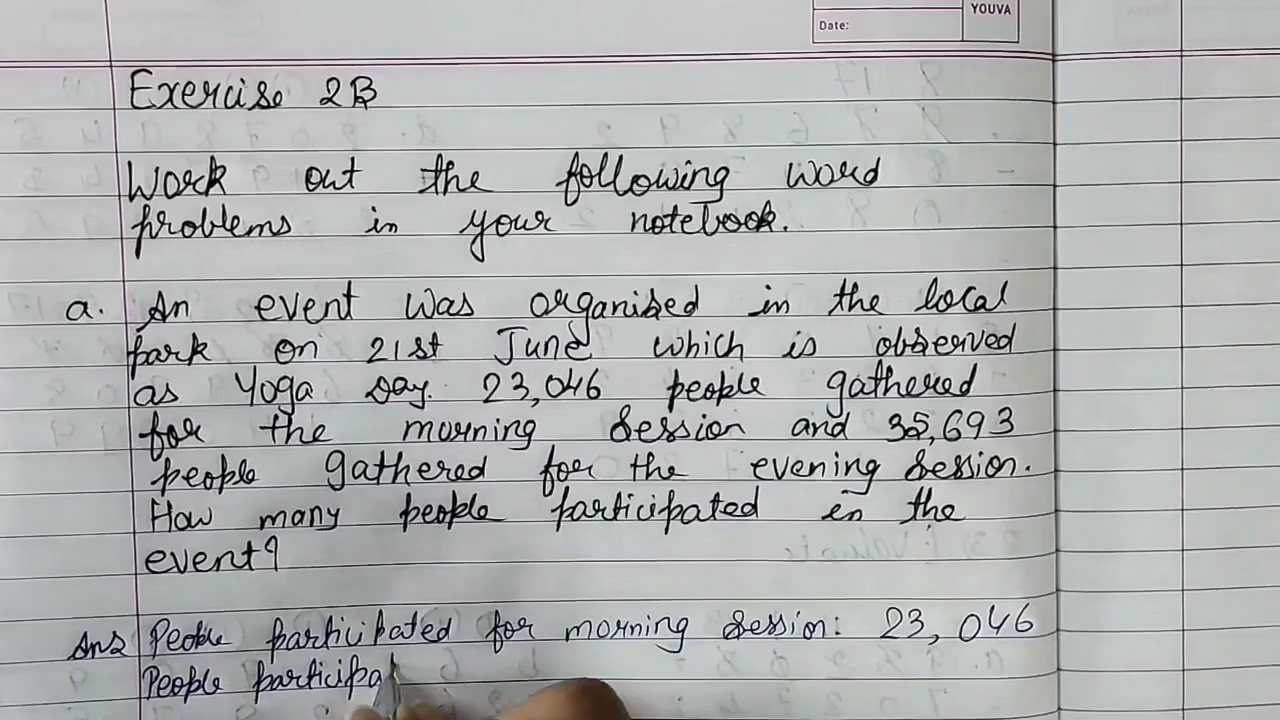 YOUVA
Date:
Exercise 2B
Work out the following word
problems in your notebook.
a. An event was organised in the local
park on 21st June which is observed
as Yoga Day. 23,046 people gathered
for the morning session and 35,693
people gathered for the evening session.
How many people participated in the
event?
Ans People participated for morning session: 23,046
People participat